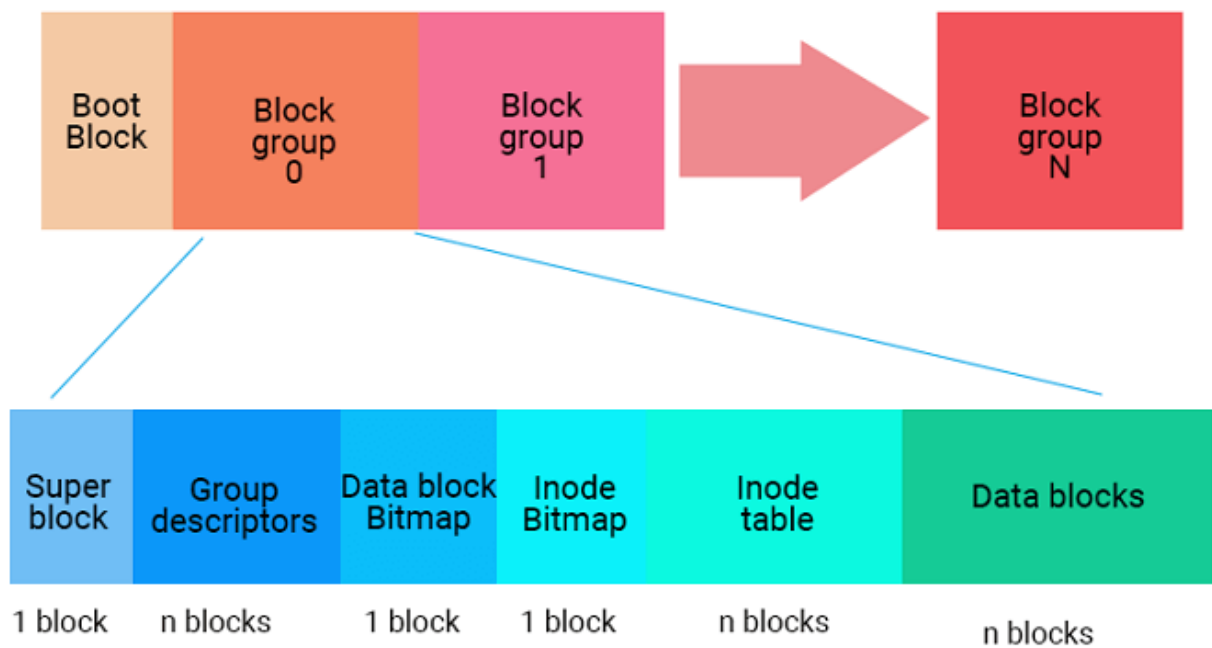 Boot
Block
Block
group
0
Block
group
1
Block
group
N
Super
block
Group
descriptors
Data block
Bitmap
Inode
Bitmap
Inode
table
Data blocks
1 block
n blocks
1 block
1 block
n blocks
n blocks